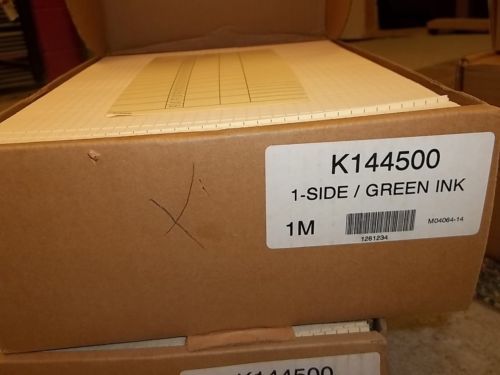 K144500
1-SIDE / GREEN INK
1M
M04064-14
1261234
X
K144500